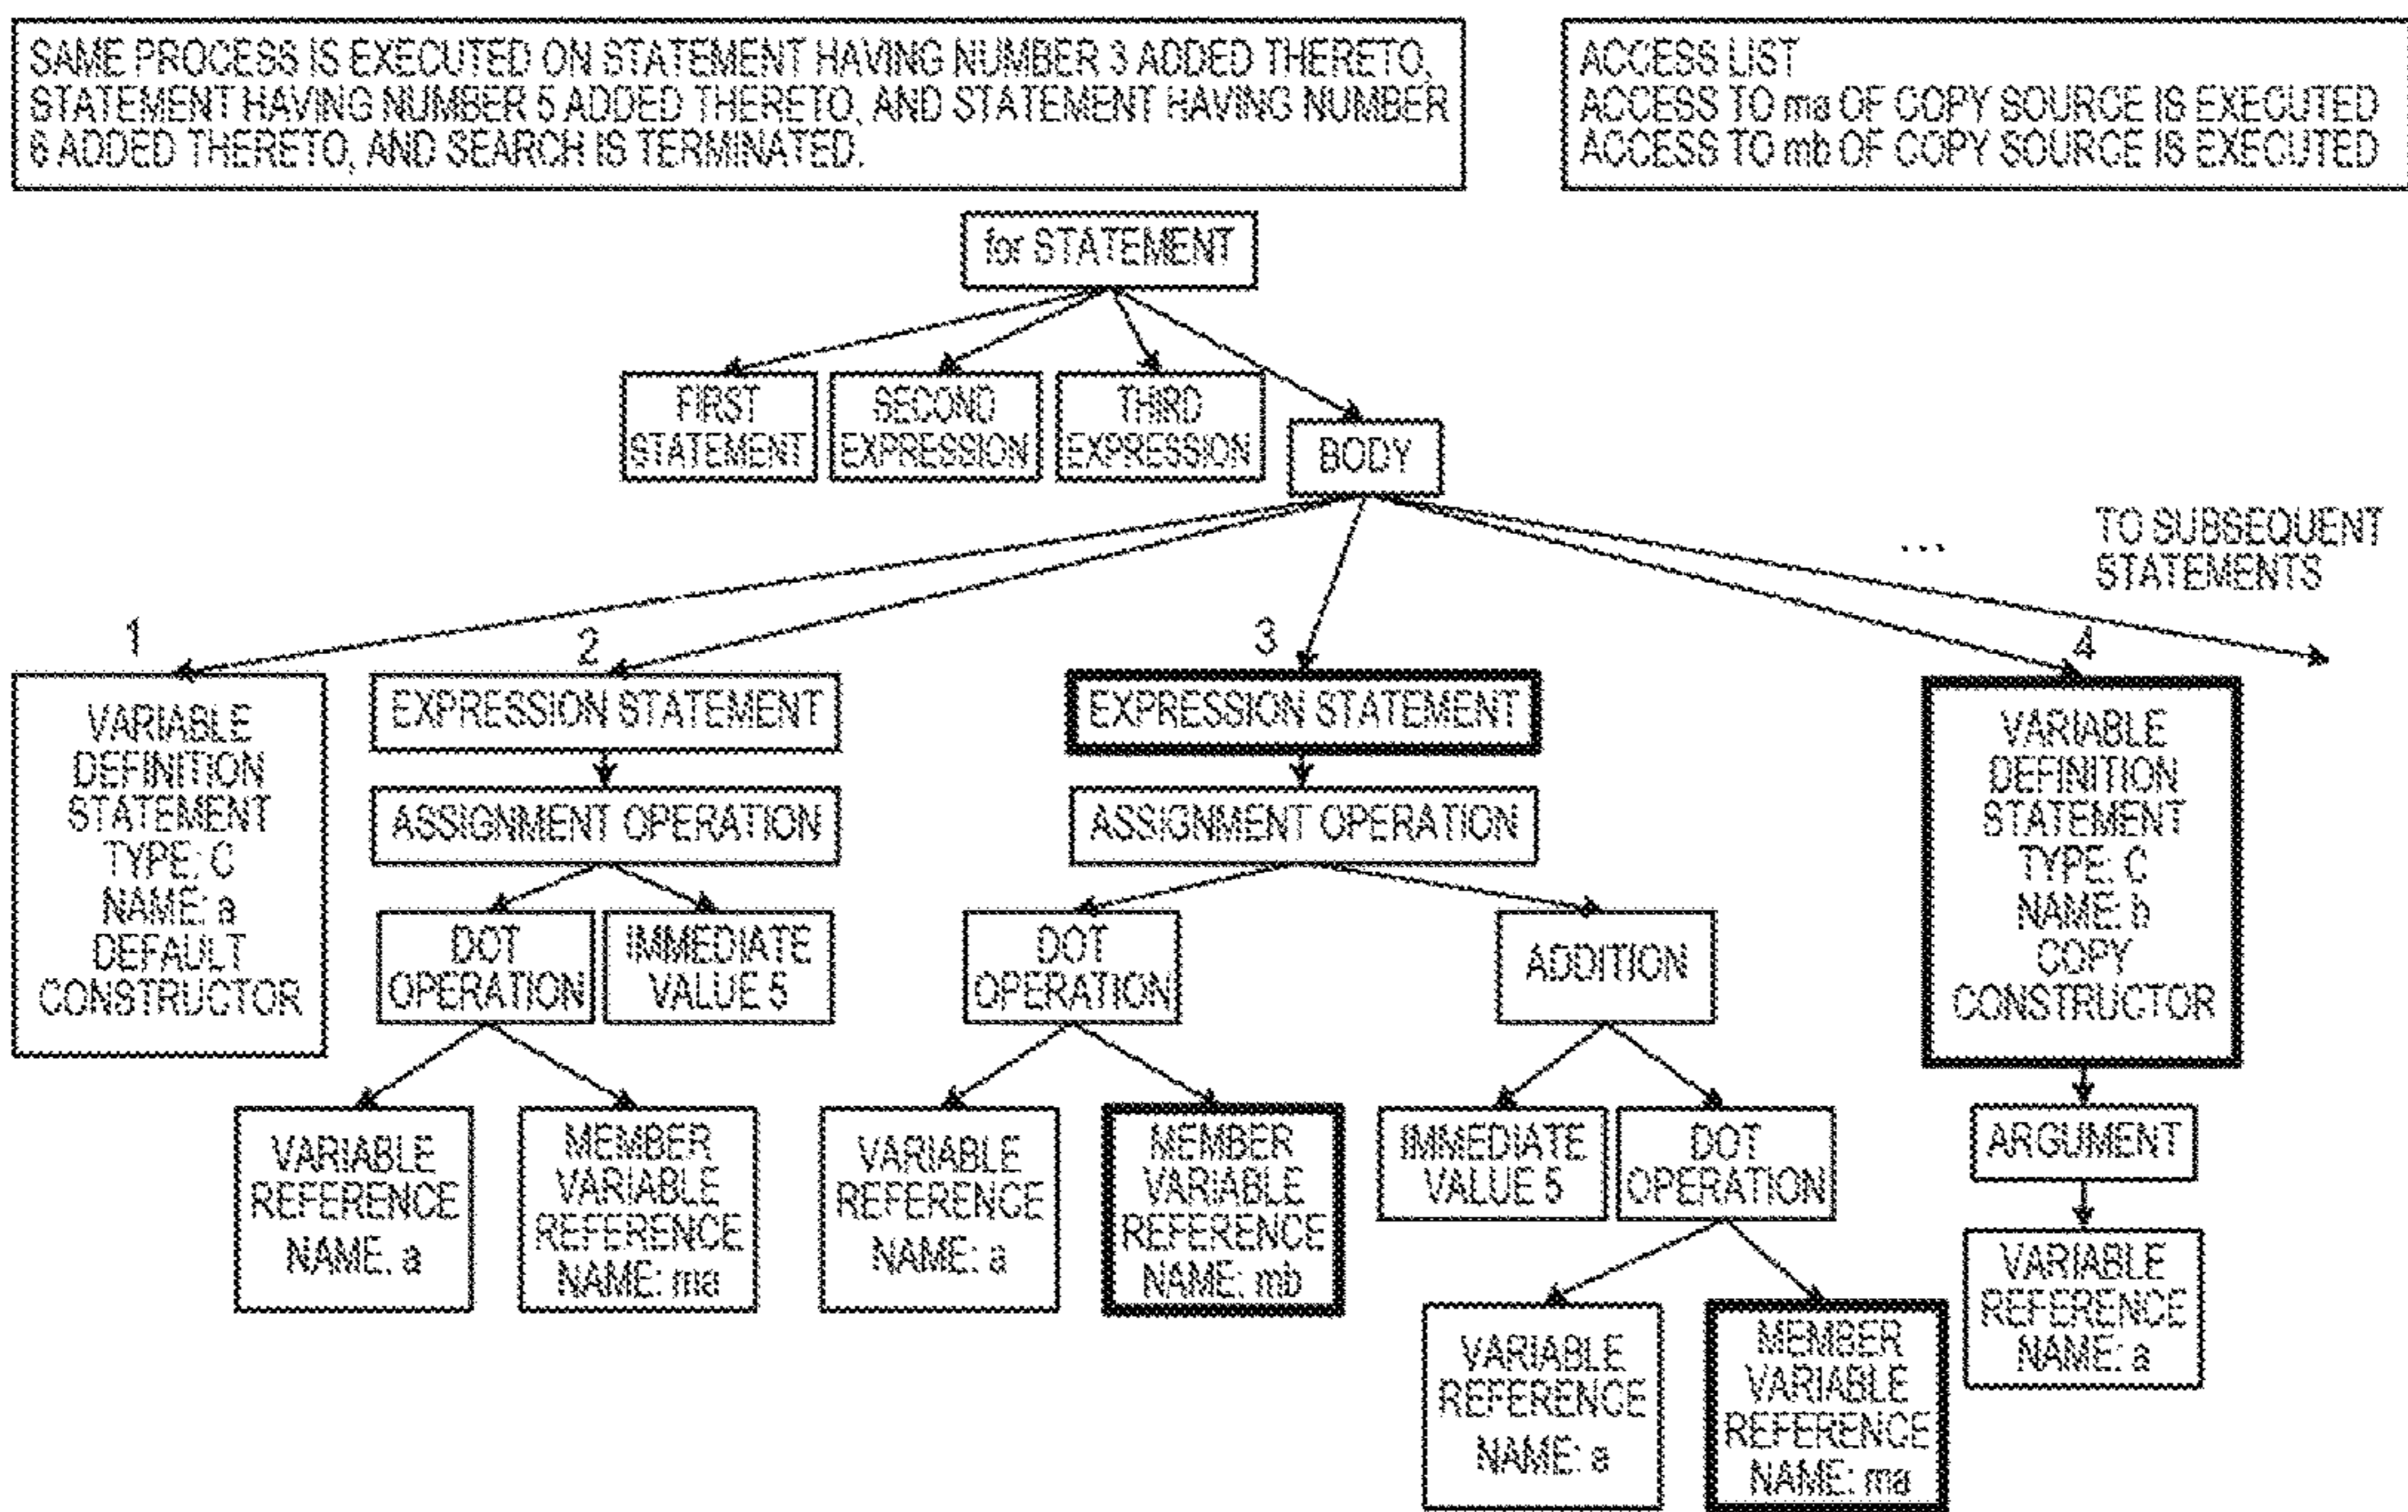 SAME PROCESS IS EXECUTED ON STATEMENT HAVING NUMBER 3 ADDED THERETO,
STATEMENT HAVING NUMBER 5 ADDED THERETO, AND STATEMENT HAVING NUMBER
6 ADDED THERETO, AND SEARCH IS TERMINATED.
ACCESS LIST
ACCESS TO ma OF COPY SOURCE IS EXECUTED
ACCESS TO mb OF COPY SOURCE IS EXECUTED
for STATEMENT
FIRST
STATEMENT
SECOND
EXPRESSION
THIRD
EXPRESSION
BODY
...
TO SUBSEQUENT
STATEMENTS
1
VARIABLE
DEFINITION
STATEMENT
TYPE: C
NAME: a
DEFAULT
CONSTRUCTOR
2
EXPRESSION STATEMENT
ASSIGNMENT OPERATION
DOT
OPERATION
IMMEDIATE
VALUE 5
VARIABLE
REFERENCE
NAME: a
MEMBER
VARIABLE
REFERENCE
NAME: ma
3
EXPRESSION STATEMENT
ASSIGNMENT OPERATION
DOT
OPERATION
ADDITION
VARIABLE
REFERENCE
NAME: a
MEMBER
VARIABLE
REFERENCE
NAME: mb
IMMEDIATE
VALUE 5
DOT
OPERATION
VARIABLE
REFERENCE
NAME: a
MEMBER
VARIABLE
REFERENCE
NAME: ma
4
VARIABLE
DEFINITION
STATEMENT
TYPE: C
NAME: b
COPY
CONSTRUCTOR
ARGUMENT
VARIABLE
REFERENCE
NAME: a